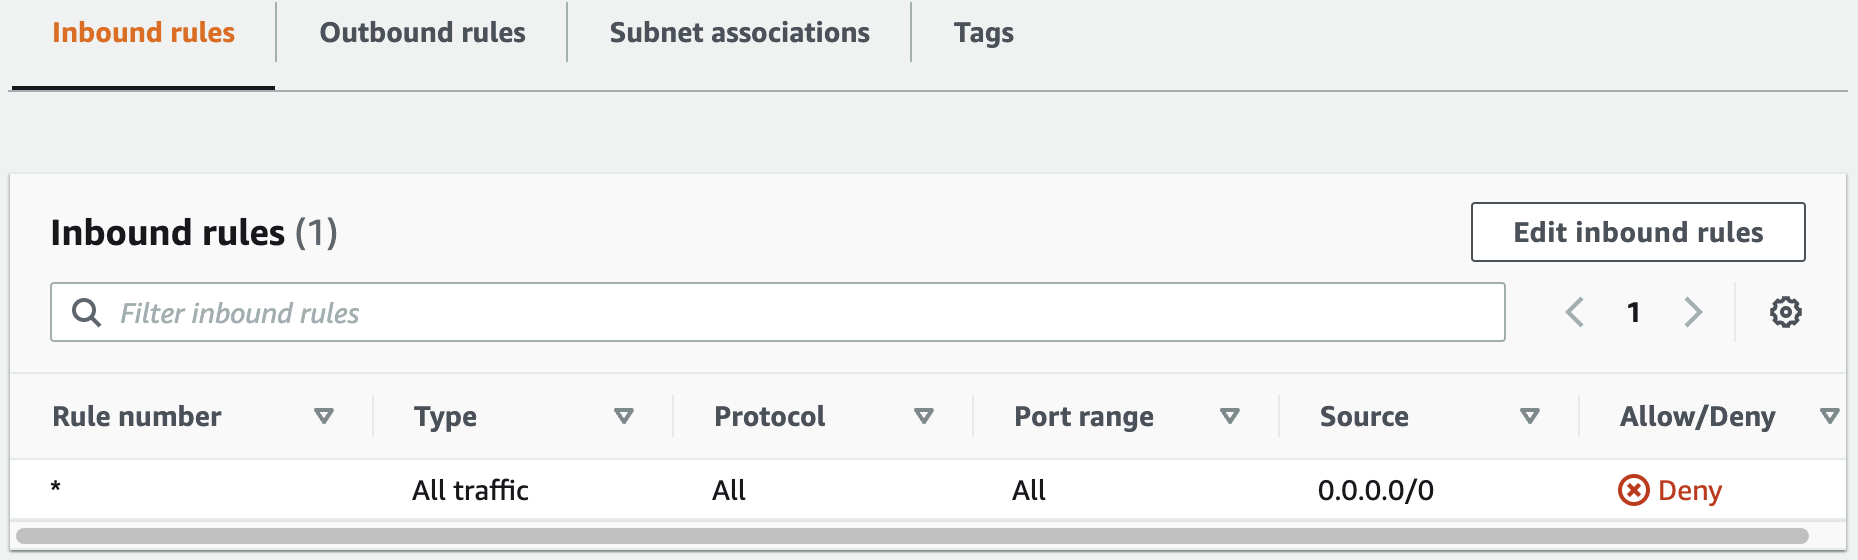 Inbound rules Outbound rules Subnet associations Tags
Inbound rules (1)
Edit inbound rules
Filter inbound rules
1
Rule number Type Protocol Port range Source Allow/Deny
* All traffic All All 0.0.0.0/0 Deny